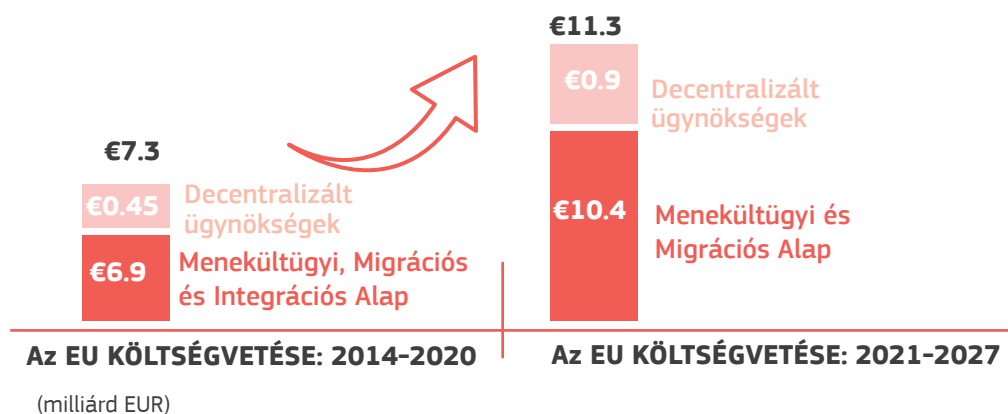 €7.3
€0.45
Decentralizált
ügynökségek
€6.9
Menekültügyi, Migrációs
és Integrációs Alap
Az EU KÖLTSÉGVETÉSE: 2014-2020
(milliárd EUR)
€11.3
€0.9
Decentralizált
ügynökségek
€10.4
Menekültügyi és
Migrációs Alap
Az EU KÖLTSÉGVETÉSE: 2021-2027